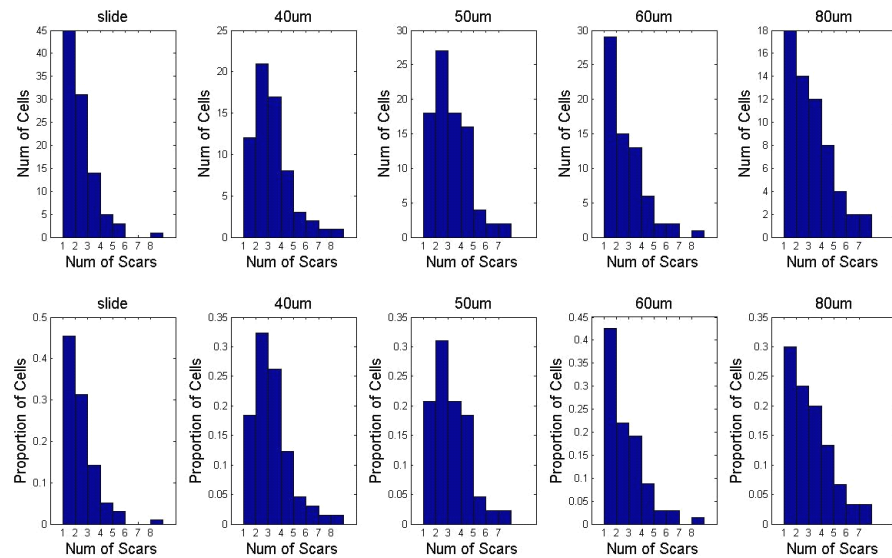 slide 40um 50um 60um 80um
Num of Cells Num of Cells Num of Cells Num of Cells Num of Cells
45 25 30 30 18
40 20 25 25 16
35 15 20 20 14
30 10 15 15 12
25 5 10 10 10
20 0 5 5 8
15 0 0 6
10 4
5 2
0 0
1 2 3 4 5 6 7 8 1 2 3 4 5 6 7 8 1 2 3 4 5 6 7 1 2 3 4 5 6 7 8 1 2 3 4 5 6 7
Num of Scars Num of Scars Num of Scars Num of Scars Num of Scars
slide 40um 50um 60um 80um
Proportion of Cells Proportion of Cells Proportion of Cells Proportion of Cells Proportion of Cells
0.5 0.35 0.35 0.45 0.35
0.4 0.3 0.3 0.4 0.3
0.3 0.25 0.25 0.35 0.25
0.2 0.2 0.2 0.3 0.2
0.1 0.15 0.15 0.25 0.15
0 0.1 0.1 0.2 0.1
0.05 0.05 0.15 0.05
0 0 0.1 0
0.05
0
1 2 3 4 5 6 7 8 1 2 3 4 5 6 7 8 1 2 3 4 5 6 7 1 2 3 4 5 6 7 8 1 2 3 4 5 6 7
Num of Scars Num of Scars Num of Scars Num of Scars Num of Scars